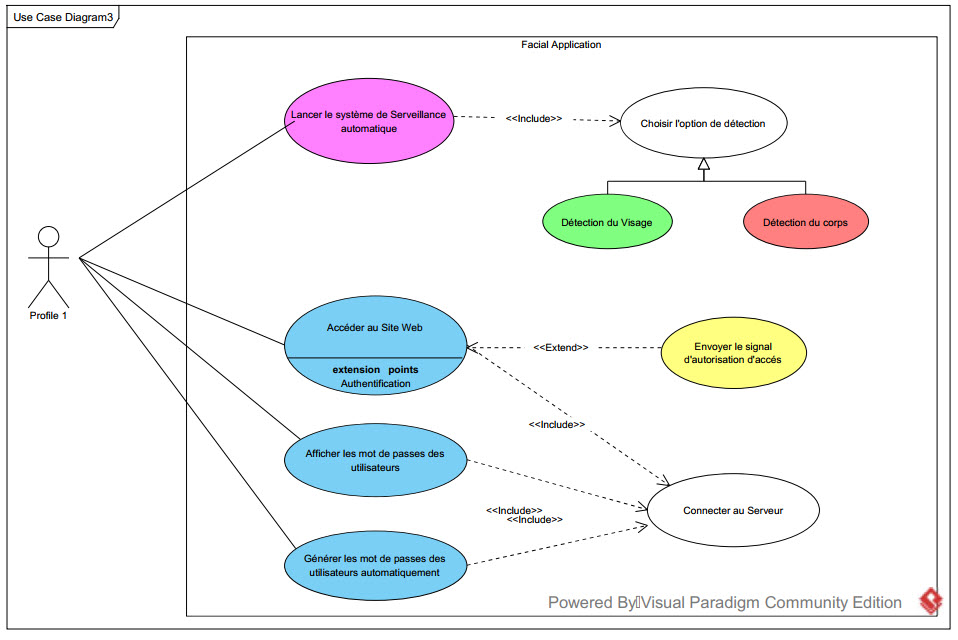 Use Case Diagram3
Facial Application
Lancer le système de Serveillance
automatique
<<Include>>
Choisir l'option de détection
Détection du Visage
Détection du corps
Profile 1
Accéder au Site Web
extension points
Authentification
<<Extend>>
Envoyer le signal
d'autorisation d'accés
<<Include>>
Afficher les mot de passes des
utilisateurs
<<Include>>
<<Include>>
Connecter au Serveur
Générer les mot de passes des
utilisateurs automatiquement
Powered By Visual Paradigm Community Edition